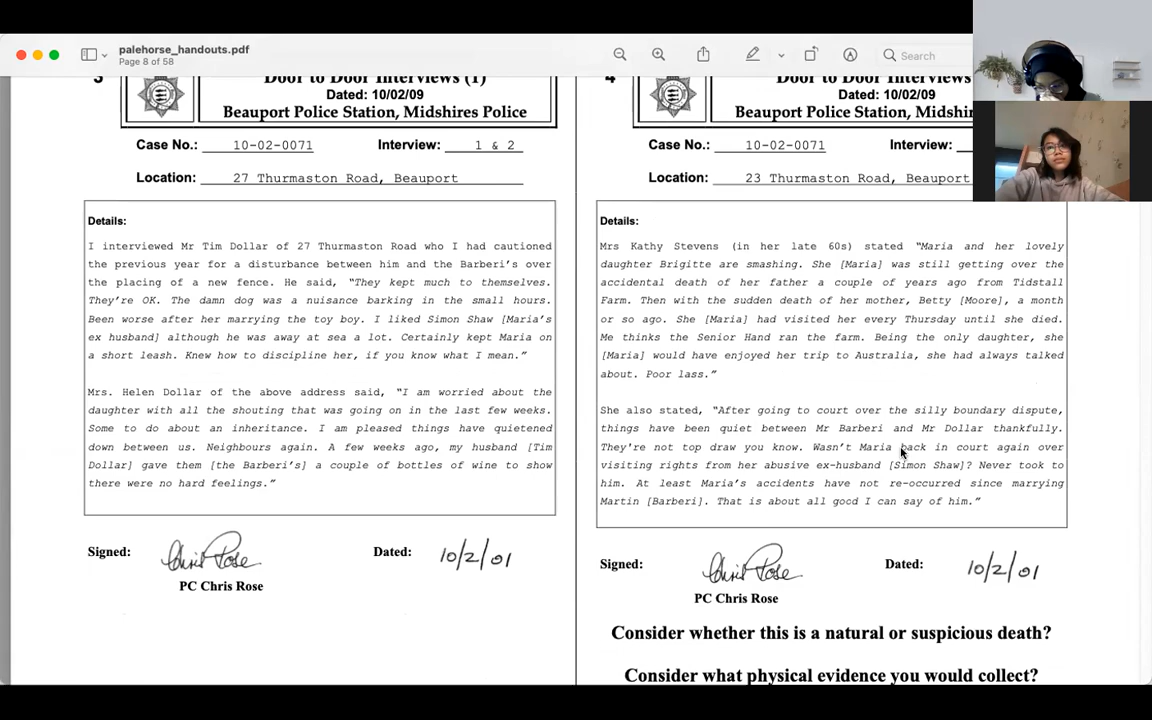 palehorse_handouts.pdf
Page 8 of 58
Search
3
Door to Door Interviews (1)
Dated: 10/02/09
Beauport Police Station, Midshires Police
Case No.: 10-02-0071 Interview: 1 & 2
Location: 27 Thurmaston Road, Beauport
Details:
I interviewed Mr Tim Dollar of 27 Thurmaston Road who I had cautioned
the previous year for a disturbance between him and the Barberi's over
the placing of a new fence. He said, "They kept much to themselves.
They're OK. The damn dog was a nuisance barking in the small hours.
Been worse after her marrying the toy boy. I liked Simon Shaw [Maria's
ex husband] although he was away at sea a lot. Certainly kept Maria on
a short leash. Knew how to discipline her, if you know what I mean."
Mrs. Helen Dollar of the above address said, "I am worried about the
daughter with all the shouting that was going on in the last few weeks.
Some to do about an inheritance. I am pleased things have quietened
down between us. Neighbours again. A few weeks ago, my husband [Tim
Dollar] gave them [the Barberi's] a couple of bottles of wine to show
there were no hard feelings."
Signed: Chris Rose Dated: 10/2/01
PC Chris Rose
4
Door to Door Interviews
Dated: 10/02/09
Beauport Police Station, Midshires Police
Case No.: 10-02-0071 Interview:
Location: 23 Thurmaston Road, Beauport
Details:
Mrs Kathy Stevens (in her late 60s) stated "Maria and her lovely
daughter Brigitte are smashing. She [Maria] was still getting over the
accidental death of her father a couple of years ago from Tidstall
Farm. Then with the sudden death of her mother, Betty [Moore], a month
or so ago. She [Maria] had visited her every Thursday until she died.
Me thinks the Senior Hand ran the farm. Being the only daughter, she
[Maria] would have enjoyed her trip to Australia, she had always talked
about. Poor lass."
She also stated, "After going to court over the silly boundary dispute,
things have been quiet between Mr Barberi and Mr Dollar thankfully.
They're not top draw you know. Wasn't Maria back in court again over
visiting rights from her abusive ex-husband [Simon Shaw]? Never took to
him. At least Maria's accidents have not re-occurred since marrying
Martin [Barberi]. That is about all good I can say of him."
Signed: Chris Rose Dated: 10/2/01
PC Chris Rose
Consider whether this is a natural or suspicious death?
Consider what physical evidence you would collect?